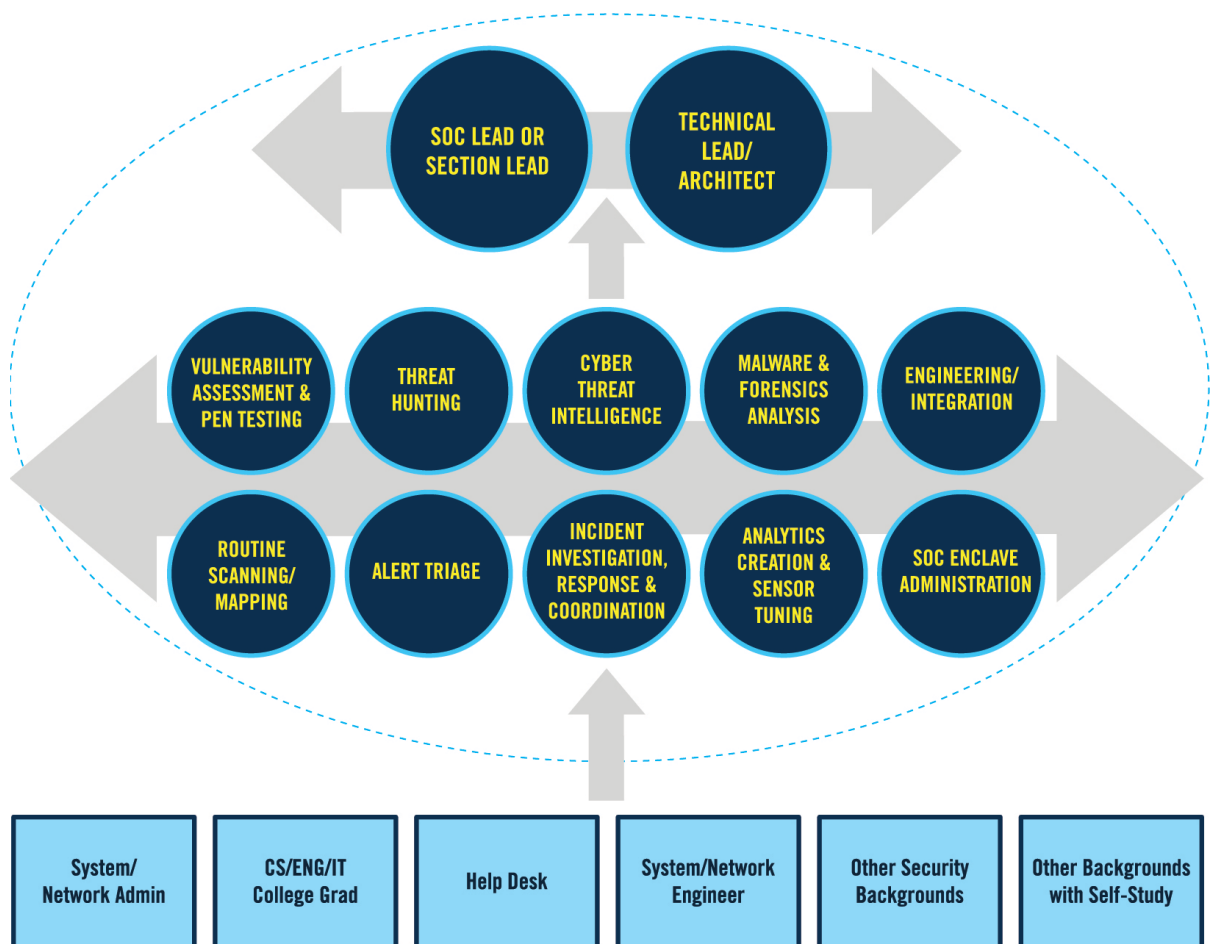 SOC LEAD OR
SECTION LEAD
TECHNICAL
LEAD/
ARCHITECT
VULNERABILITY
ASSESSMENT &
PEN TESTING
THREAT
HUNTING
CYBER
THREAT
INTELLIGENCE
MALWARE &
FORENSICS
ANALYSIS
ENGINEERING/
INTEGRATION
ROUTINE
SCANNING/
MAPPING
ALERT TRIAGE
INCIDENT
INVESTIGATION,
RESPONSE &
COORDINATION
ANALYTICS
CREATION &
SENSOR
TUNING
SOC ENCLAVE
ADMINISTRATION
System/
Network Admin
CS/ENG/IT
College Grad
Help Desk
System/Network
Engineer
Other Security
Backgrounds
Other Backgrounds
with Self-Study